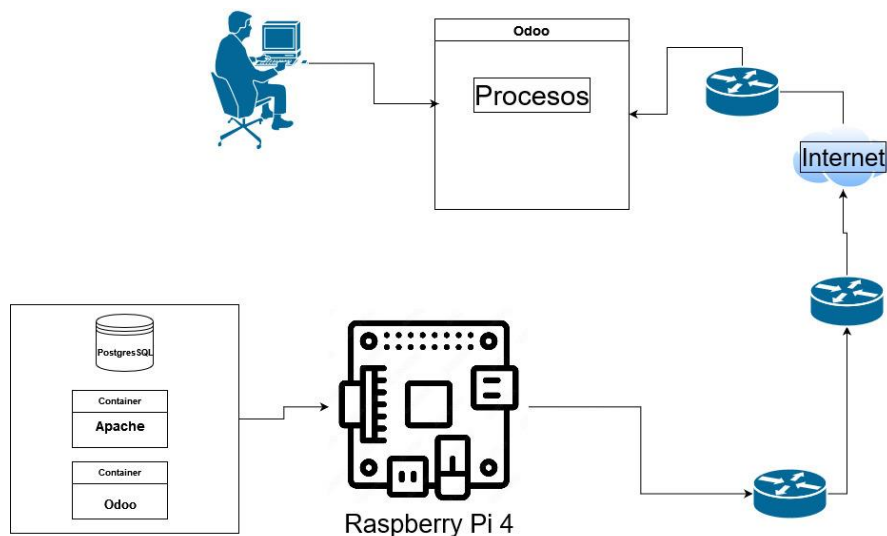 Odoo
Procesos
Internet
PostgresSQL
Container
Apache
Container
Odoo
Raspberry Pi 4